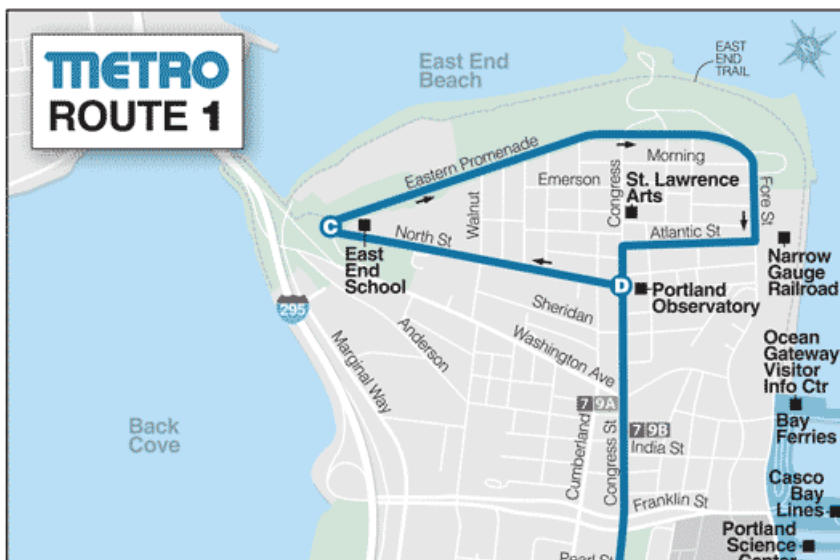 METRO
ROUTE 1
East End
Beach
EAST
END
TRAIL
Eastern Promenade
Morning
Emerson
Congress
St. Lawrence
Arts
Walnut
Fore St
C
North St
Atlantic St
East
End
School
Narrow
Gauge
Railroad
D
Portland
Observatory
295
Sheridan
Anderson
Washington Ave
Marginal Way
Ocean
Gateway
Visitor
Info Ctr
7 9A
7 9B
Bay
Ferries
Back
Cove
Cumberland
Congress St
India St
Casco
Bay
Lines
Franklin St
Portland
Science
Center
Pearl St